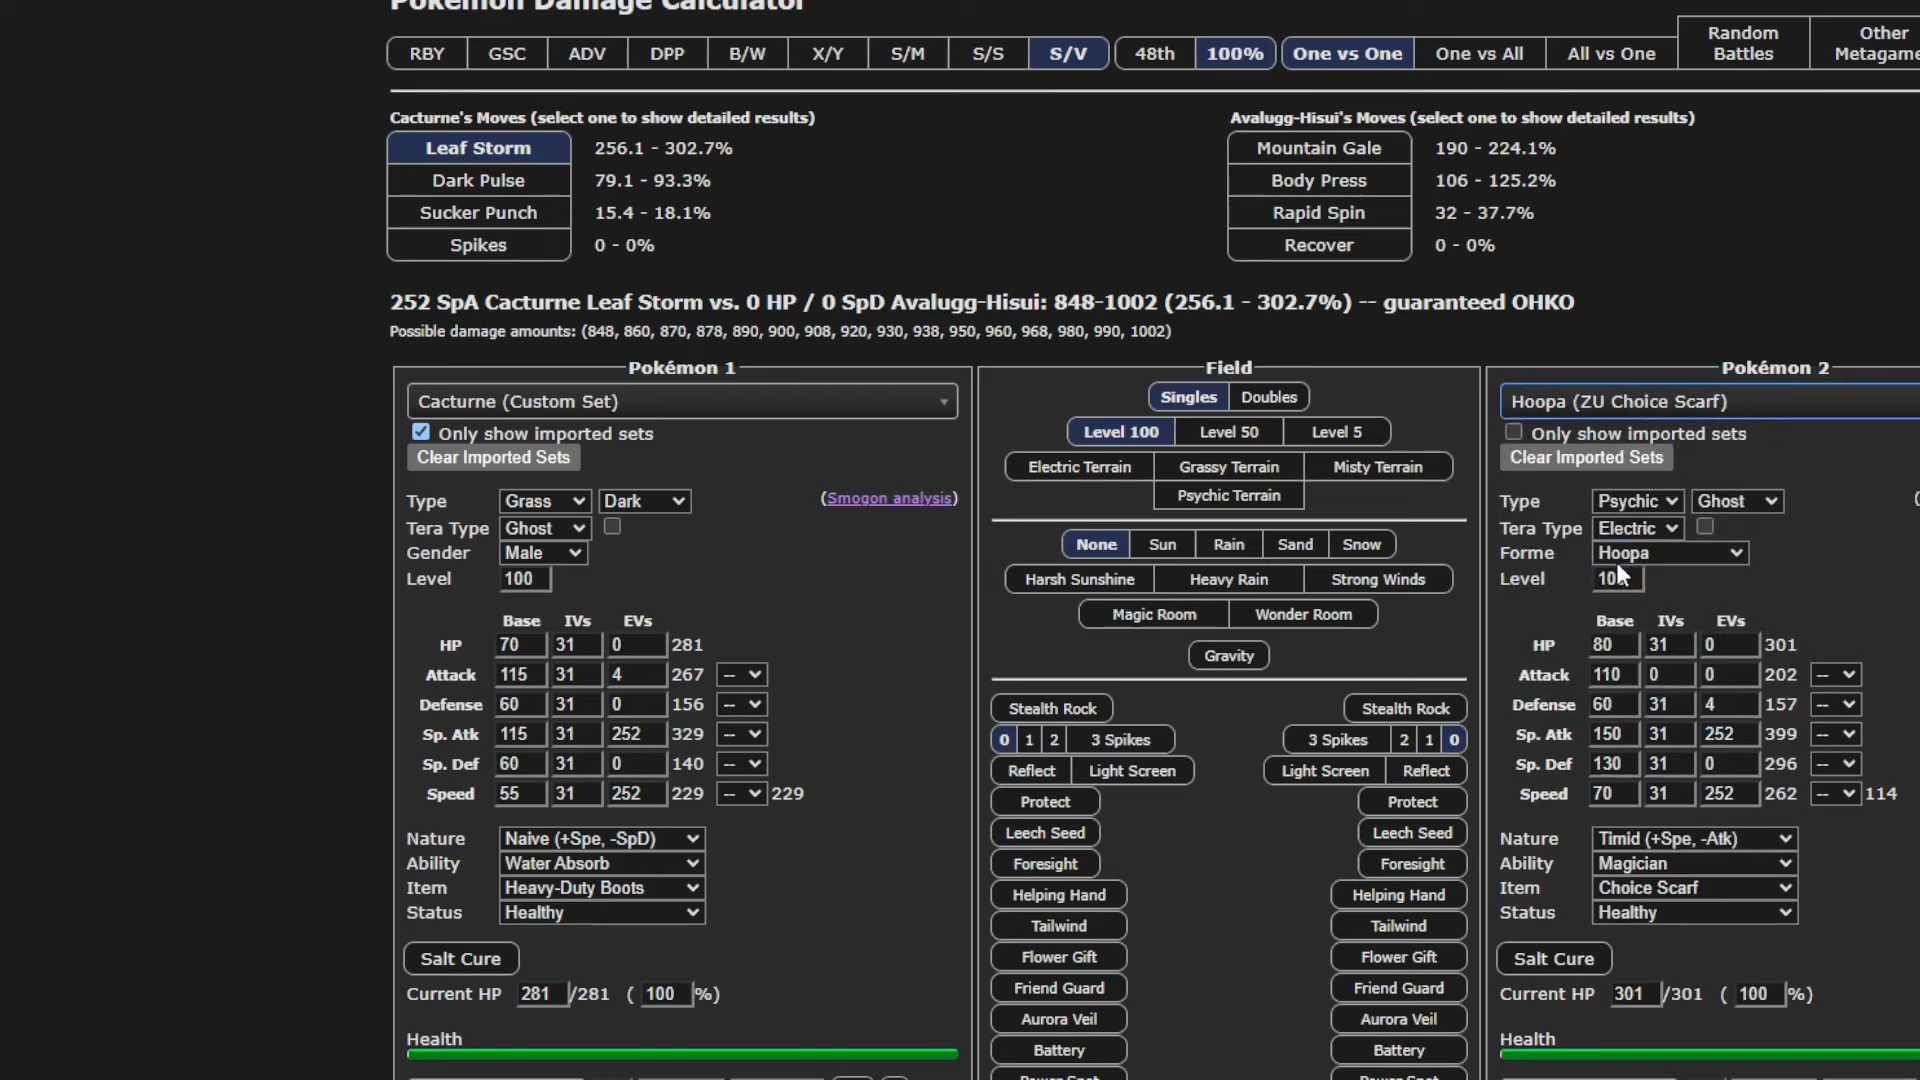 Pokémon Damage Calculator
RBY GSC ADV DPP B/W X/Y S/M S/S S/V 48th 100% One vs One One vs All All vs One Random Battles Other
Cacturne's Moves (select one to show detailed results) Avalugg-Hisui's Moves (select one to show detailed results)
Leaf Storm 256.1 - 302.7% Mountain Gale 190 - 224.1%
Dark Pulse 79.1 - 93.3% Body Press 106 - 125.2%
Sucker Punch 15.4 - 18.1% Rapid Spin 32 - 37.7%
Spikes 0 - 0% Recover 0 - 0%
252 SpA Cacturne Leaf Storm vs. 0 HP / 0 SpD Avalugg-Hisui: 848-1002 (256.1 - 302.7%) -- guaranteed OHKO
Possible damage amounts: (848, 860, 870, 878, 890, 900, 908, 920, 930, 938, 950, 960, 968, 980, 990, 1002)
Pokémon 1
Cacturne (Custom Set)
Only show imported sets
Clear Imported Sets
Type Grass Dark (Smogon analysis)
Tera Type Ghost
Gender Male
Level 100
Base IVs EVs
HP 70 31 0 281
Attack 115 31 4 267 --
Defense 60 31 0 156 --
Sp. Atk 115 31 252 329 --
Sp. Def 60 31 0 140 --
Speed 55 31 252 229 -- 229
Nature Naive (+Spe, -SpD)
Ability Water Absorb
Item Heavy-Duty Boots
Status Healthy
Salt Cure
Current HP 281 /281 ( 100 %)
Health
Field
Singles Doubles
Level 100 Level 50 Level 5
Electric Terrain Grassy Terrain Misty Terrain
Psychic Terrain
None Sun Rain Sand Snow
Harsh Sunshine Heavy Rain Strong Winds
Magic Room Wonder Room
Gravity
Stealth Rock Stealth Rock
0 1 2 3 Spikes 3 Spikes 2 1 0
Reflect Light Screen Light Screen Reflect
Protect Protect
Leech Seed Leech Seed
Foresight Foresight
Helping Hand Helping Hand
Tailwind Tailwind
Flower Gift Flower Gift
Friend Guard Friend Guard
Aurora Veil Aurora Veil
Battery Battery
Power Spot Power Spot
Pokémon 2
Hoopa (ZU Choice Scarf)
Only show imported sets
Clear Imported Sets
Type Psychic Ghost (
Tera Type Electric
Forme Hoopa
Level
Base IVs EVs
HP 80 31 0 301
Attack 110 0 0 202 --
Defense 60 31 4 157 --
Sp. Atk 150 31 252 399 --
Sp. Def 130 31 0 296 --
Speed 70 31 252 262 -- 114
Nature Timid (+Spe, -Atk)
Ability Magician
Item Choice Scarf
Status Healthy
Salt Cure
Current HP 301 /301 ( 100 %)
Health